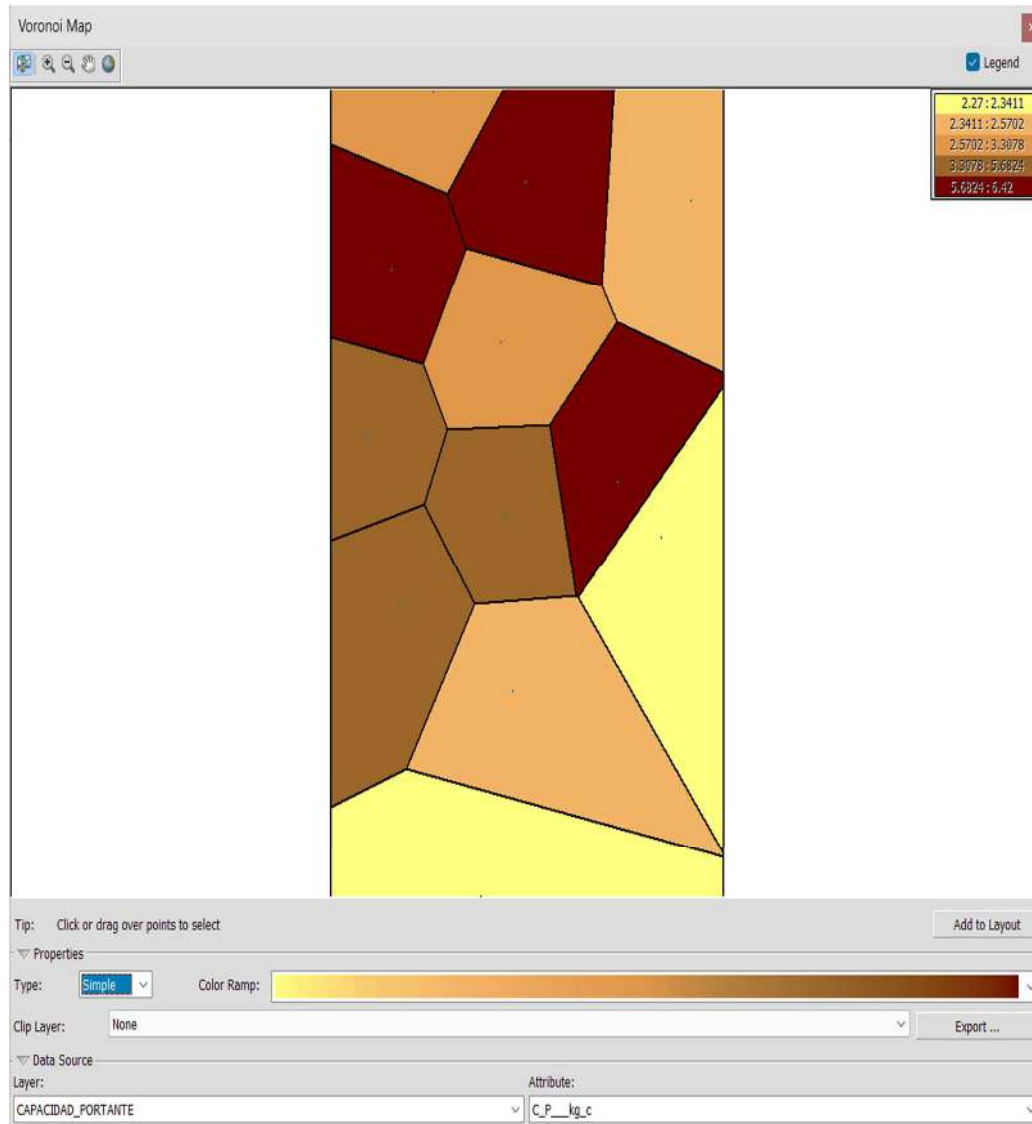 Voronoi Map
Legend
2.27 : 2.3411
2.3411 : 2.5702
2.5702 : 3.3078
3.3078 : 5.6824
5.6824 : 6.42
Tip: Click or drag over points to select
Add to Layout
Properties
Type: Simple Color Ramp:
Clip Layer: None Export ...
Data Source
Layer: Attribute:
CAPACIDAD_PORTANTE C_P___kg_c